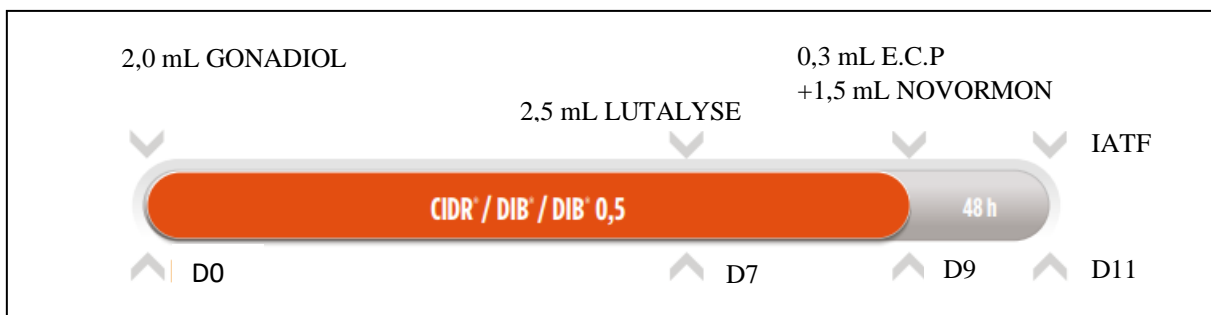 2,0 mL GONADIOL
0,3 mL E.C.P
+1,5 mL NOVORMON
2,5 mL LUTALYSE
IATF
CIDR® / DIB® / DIB® 0,5
48 h
D0
D7
D9
D11